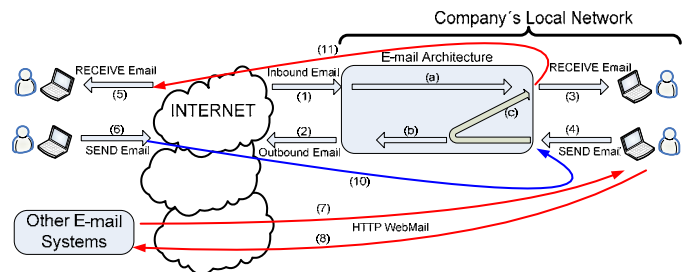 Company´s Local Network
(11)
E-mail Architecture
RECEIVE Email
(5)
INTERNET
Inbound Email
(1)
(a)
RECEIVE Email
(3)
(c)
(6)
SEND Email
(2)
Outbound Email
(b)
(4)
SEND Email
(10)
(7)
Other E-mail
Systems
HTTP WebMail
(8)